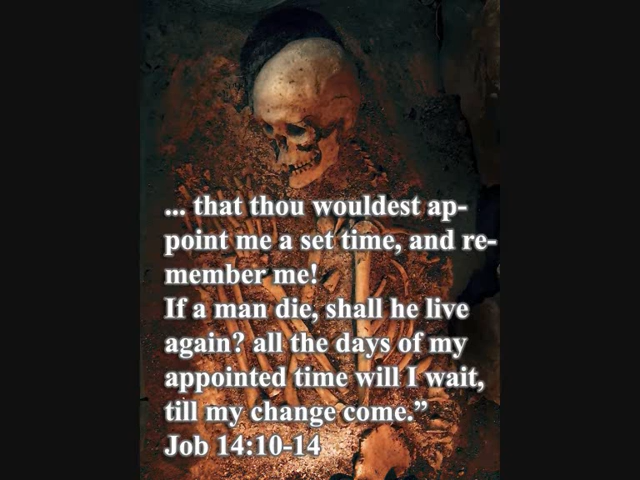 ... that thou wouldest ap-
point me a set time, and re-
member me!
If a man die, shall he live
again? all the days of my
appointed time will I wait,
till my change come.”
Job 14:10-14